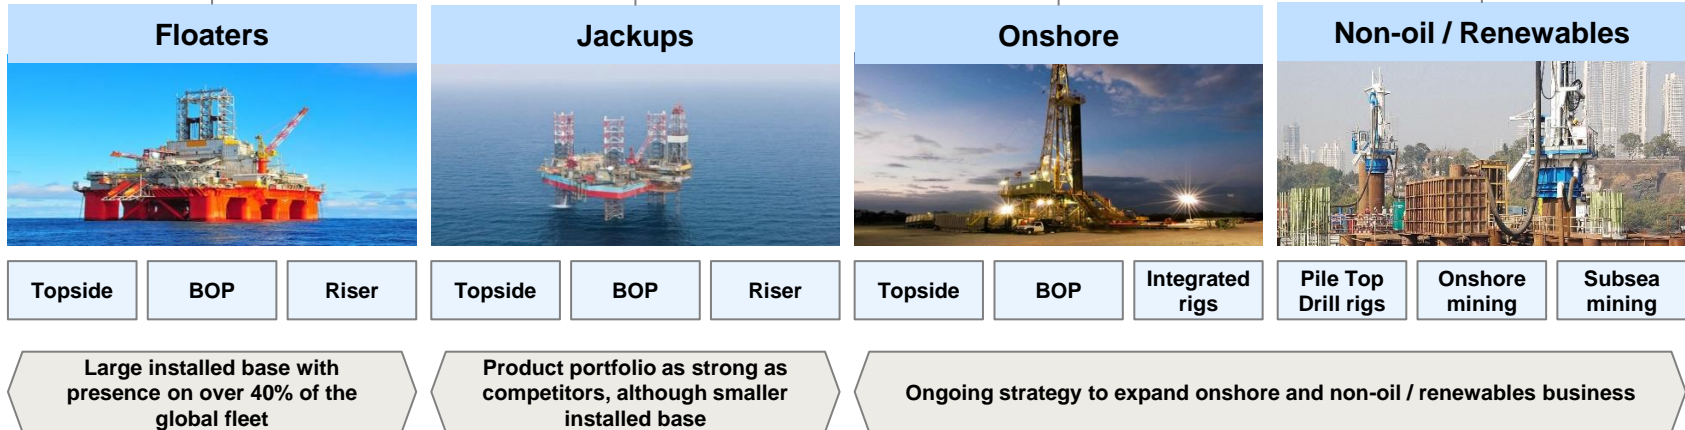 Floaters
Jackups
Onshore
Non-oil / Renewables
Topside
BOP
Riser
Topside
BOP
Riser
Topside
BOP
Integrated
rigs
Pile Top
Drill rigs
Onshore
mining
Subsea
mining
Large installed base with
presence on over 40% of the
global fleet
Product portfolio as strong as
competitors, although smaller
installed base
Ongoing strategy to expand onshore and non-oil / renewables business